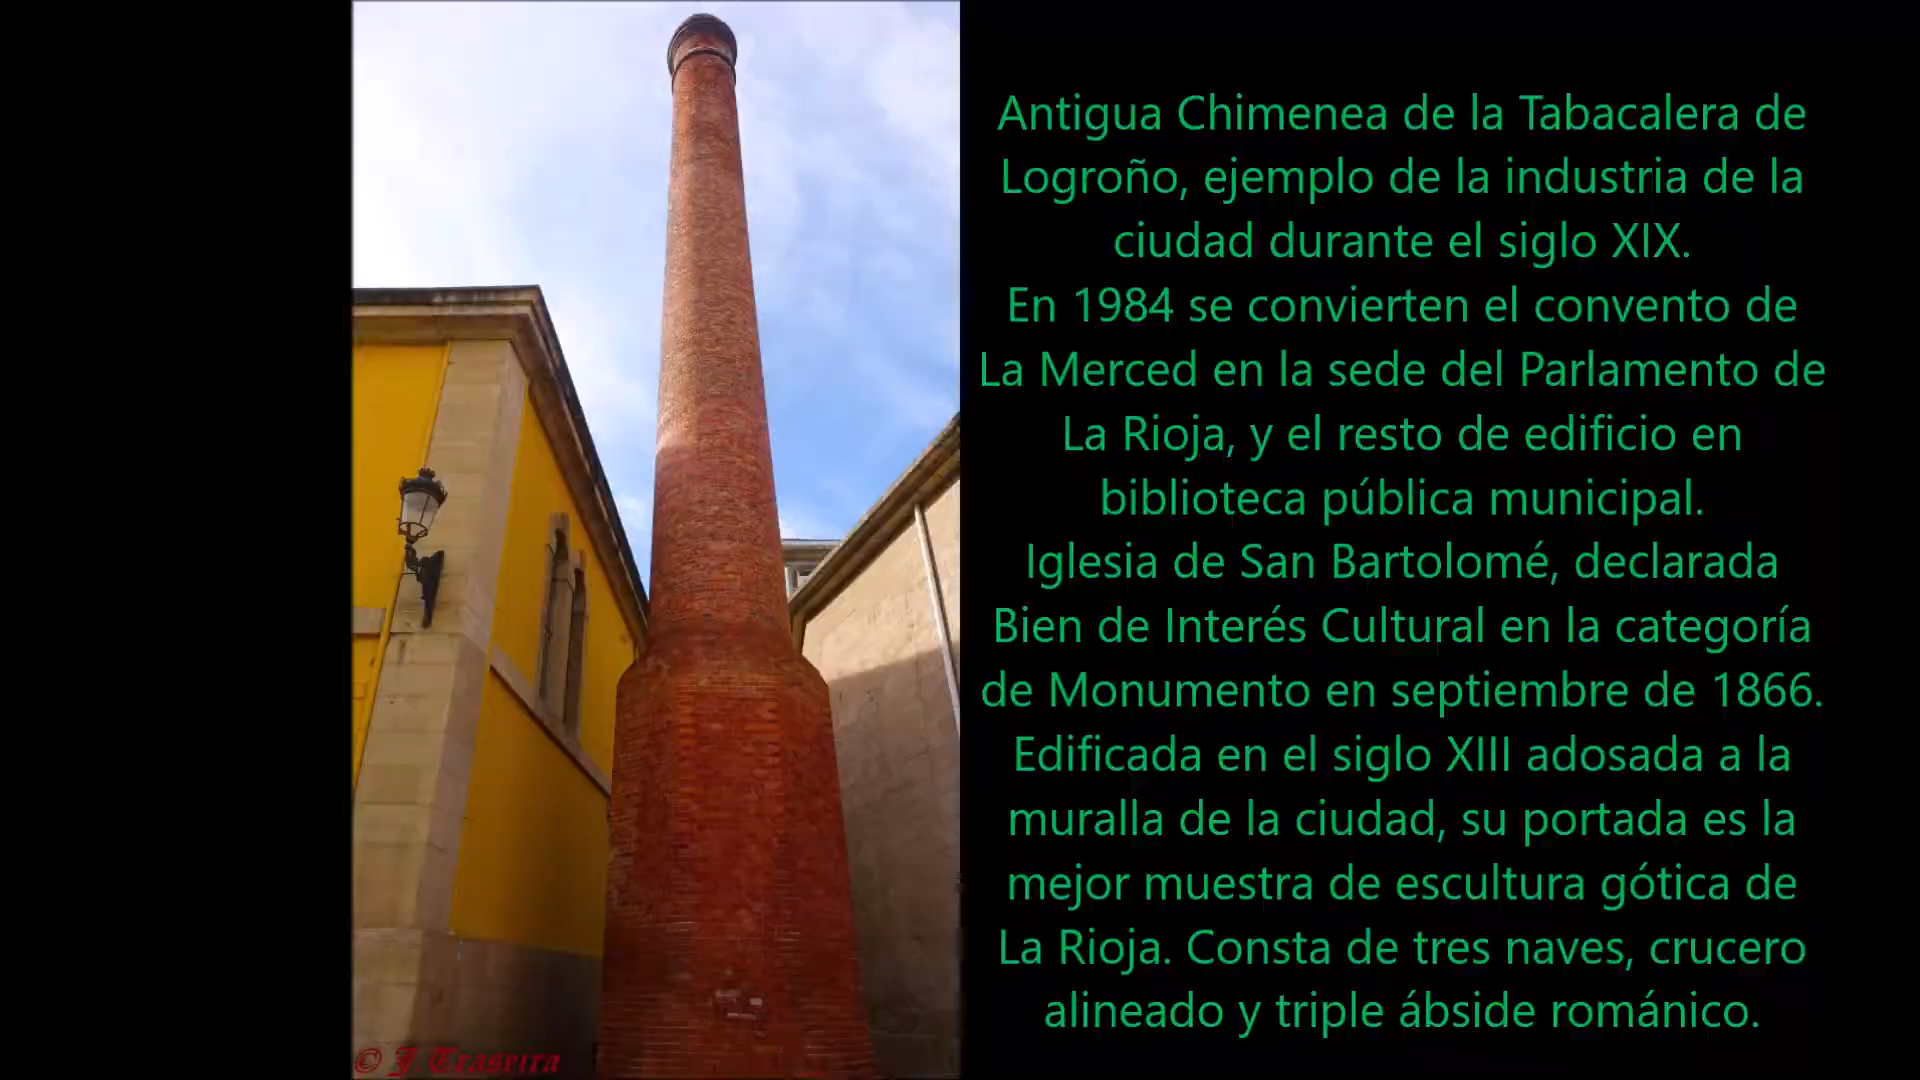 Antigua Chimenea de la Tabacalera de
Logroño, ejemplo de la industria de la
ciudad durante el siglo XIX.
En 1984 se convierten el convento de
La Merced en la sede del Parlamento de
La Rioja, y el resto de edificio en
biblioteca pública municipal.
Iglesia de San Bartolomé, declarada
Bien de Interés Cultural en la categoría
de Monumento en septiembre de 1866.
Edificada en el siglo XIII adosada a la
muralla de la ciudad, su portada es la
mejor muestra de escultura gótica de
La Rioja. Consta de tres naves, crucero
alineado y triple ábside románico.
© J. Traseira